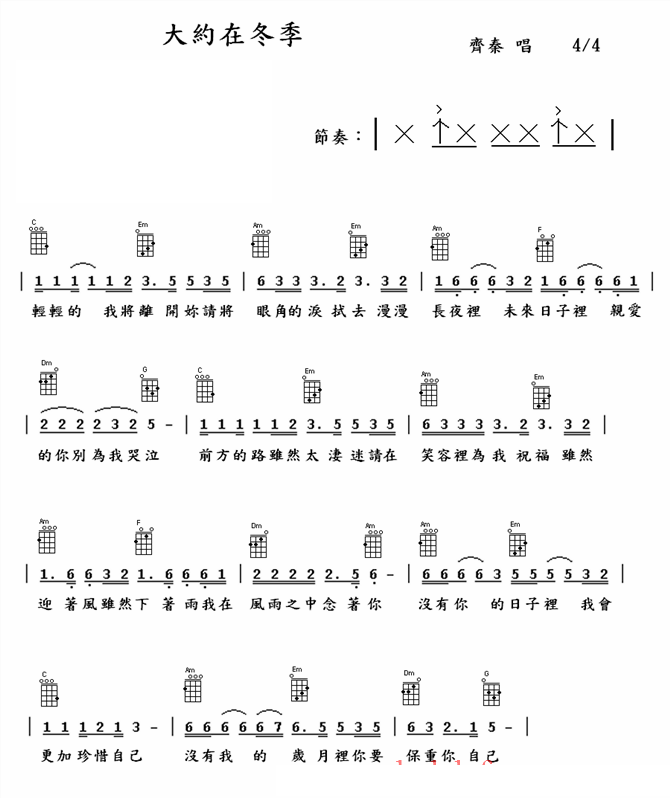 大約在冬季
齊秦 唱 4/4
節奏：| X ↑X XX ↑X |
C Em Am Em Am F
| 1 1 1 1 1 2 3. 5 5 3 5 | 6 3 3 3. 2 3. 3 2 | 1 6 6 6 3 2 1 6 6 6 6 1 |
輕輕的 我將離 開妳請將 眼角的淚 拭去 漫漫 長夜裡 未來日子裡 親愛
Dm G C Em Am Em
| 2 2 2 2 3 2 5 – | 1 1 1 1 1 2 3. 5 5 3 5 | 6 3 3 3 3. 2 3. 3 2 |
的你別為我哭泣 前方的路雖然太 淒 迷請在 笑容裡為我 祝福 雖然
Am F Dm Am Am Em
| 1. 6 6 3 2 1. 6 6 6 1 | 2 2 2 2 2. 5 6 – | 6 6 6 6 6 3 5 5 5 5 5 3 2 |
迎 著風雖然下 著雨我在 風雨之中念 著你 沒有你 的日子裡 我會
C Am Em Dm G
| 1 1 1 2 1 3 – | 6 6 6 6 6 7 6. 5 5 3 5 | 6 3 2. 1 5 – |
更加珍惜自己 沒有我 的 歲 月裡你要 保重你 自己